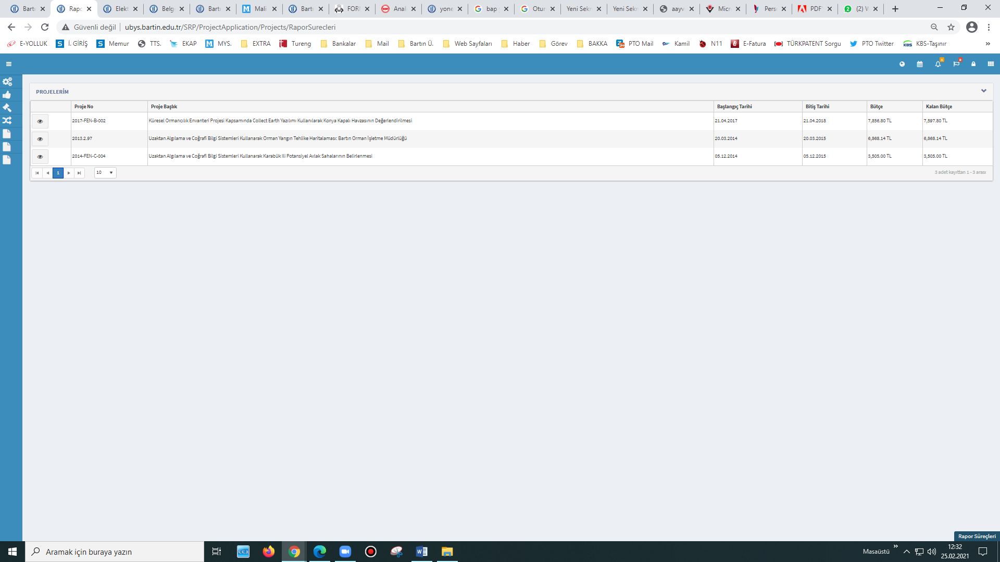 Bartı Rapo Elekt Belg Bartı Mali Bartı FORI Anal yone bap Otur Yeni Sekm Yeni Sekm aayv Micr Pers PDF (2) W
Güvenli değil ubys.bartin.edu.tr/SRP/ProjectApplication/Projects/RaporSurecleri
E-YOLLUK İ. GİRİŞ Memur TTS. EKAP MYS. EXTRA Tureng Bankalar Mail Bartın Ü. Web Sayfaları Haber Görev BAKKA PTO Mail Kamil N11 E-Fatura TÜRKPATENT Sorgu PTO Twitter KBS-Taşınır »
PROJELERİM
Proje No Proje Başlık Başlangıç Tarihi Bitiş Tarihi Bütçe Kalan Bütçe
2017-FEN-B-002 Küresel Ormancılık Envanteri Projesi Kapsamında Collect Earth Yazılımı Kullanılarak Konya Kapalı Havzasının Değerlendirilmesi 21.04.2017 21.04.2018 7,856.80 TL 7,597.80 TL
2013.2.97 Uzaktan Algılama ve Coğrafi Bilgi Sistemleri Kullanarak Orman Yangın Tehlike Haritalaması: Bartın Orman İşletme Müdürlüğü 20.03.2014 20.03.2015 6,868.14 TL 6,868.14 TL
2014-FEN-C-004 Uzaktan Algılama ve Coğrafi Bilgi Sistemleri Kullanarak Karabük Ili Potansiyel Avlak Sahalarının Belirlenmesi 05.12.2014 05.12.2015 3,505.00 TL 3,505.00 TL
1 10 3 adet kayıttan 1 - 3 arası
Rapor Süreçleri
Aramak için buraya yazın Masaüstü » 12:32
25.02.2021